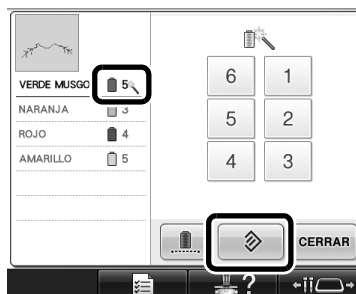 VERDE MUSGO 5
NARANJA 3
ROJO 4
AMARILLO 5
6 1
5 2
4 3
CERRAR
?